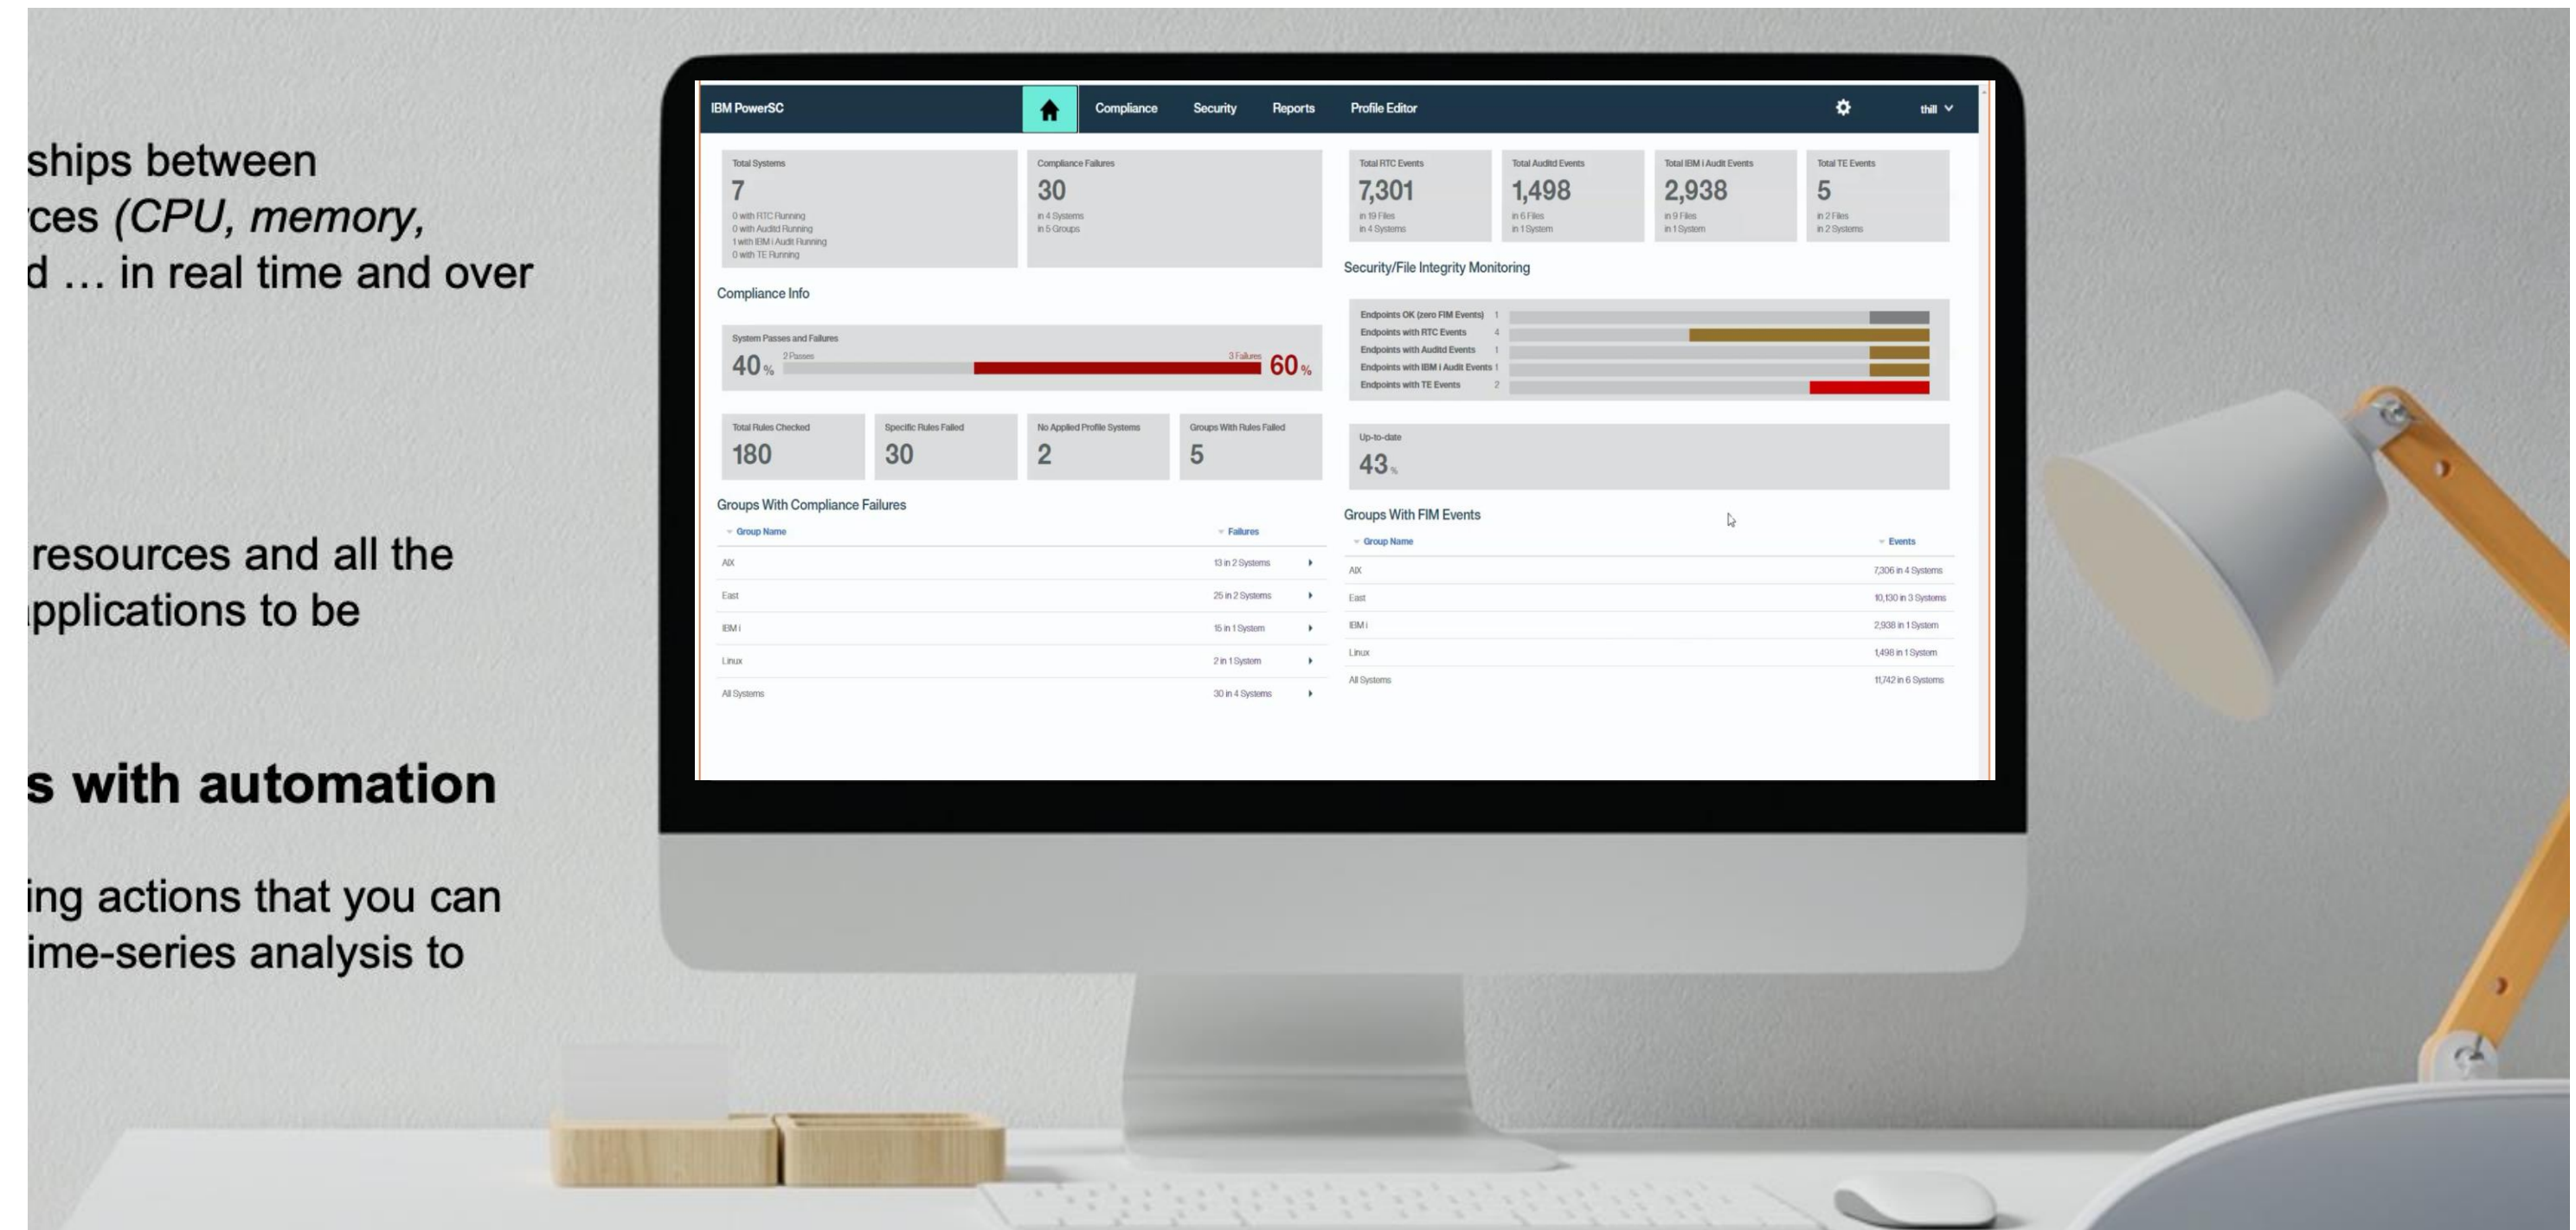 ships between
ces (CPU, memory,
d … in real time and over
resources and all the
pplications to be
s with automation
ing actions that you can
ime-series analysis to
IBM PowerSC
Compliance
Security
Reports
Profile Editor
thill
Total Systems
7
0 with RTC Running
0 with Auditd Running
1 with IBM i Audit Running
0 with TE Running
Compliance Failures
30
in 4 Systems
in 5 Groups
Compliance Info
System Passes and Failures
40 %
2 Passes
3 Failures
60 %
Total Rules Checked
180
Specific Rules Failed
30
No Applied Profile Systems
2
Groups With Rules Failed
5
Groups With Compliance Failures
Group Name Failures
AIX 13 in 2 Systems
East 25 in 2 Systems
IBM i 15 in 1 System
Linux 2 in 1 System
All Systems 30 in 4 Systems
Total RTC Events
7,301
in 19 Files
in 4 Systems
Total Auditd Events
1,498
in 6 Files
in 1 System
Total IBM i Audit Events
2,938
in 9 Files
in 1 System
Total TE Events
5
in 2 Files
in 2 Systems
Security/File Integrity Monitoring
Endpoints OK (zero FIM Events) 1
Endpoints with RTC Events 4
Endpoints with Auditd Events 1
Endpoints with IBM i Audit Events 1
Endpoints with TE Events 2
Up-to-date
43 %
Groups With FIM Events
Group Name Events
AIX 7,306 in 4 Systems
East 10,130 in 3 Systems
IBM i 2,938 in 1 System
Linux 1,498 in 1 System
All Systems 11,742 in 6 Systems